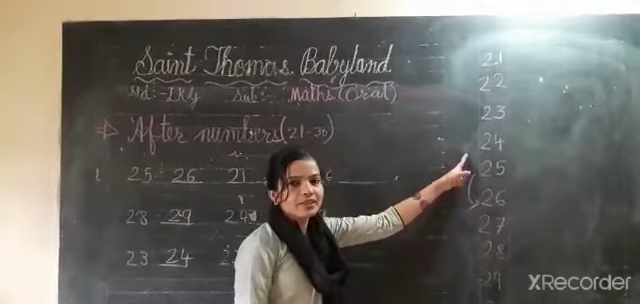 Saint Thomas Babyland
Std:- LKG Sub:- Maths (Oral)
⇒ After numbers (21-30)
1. 25 26 21
28 29 24
23 24
21
22
23
24
25
26
27
28
29
XRecorder